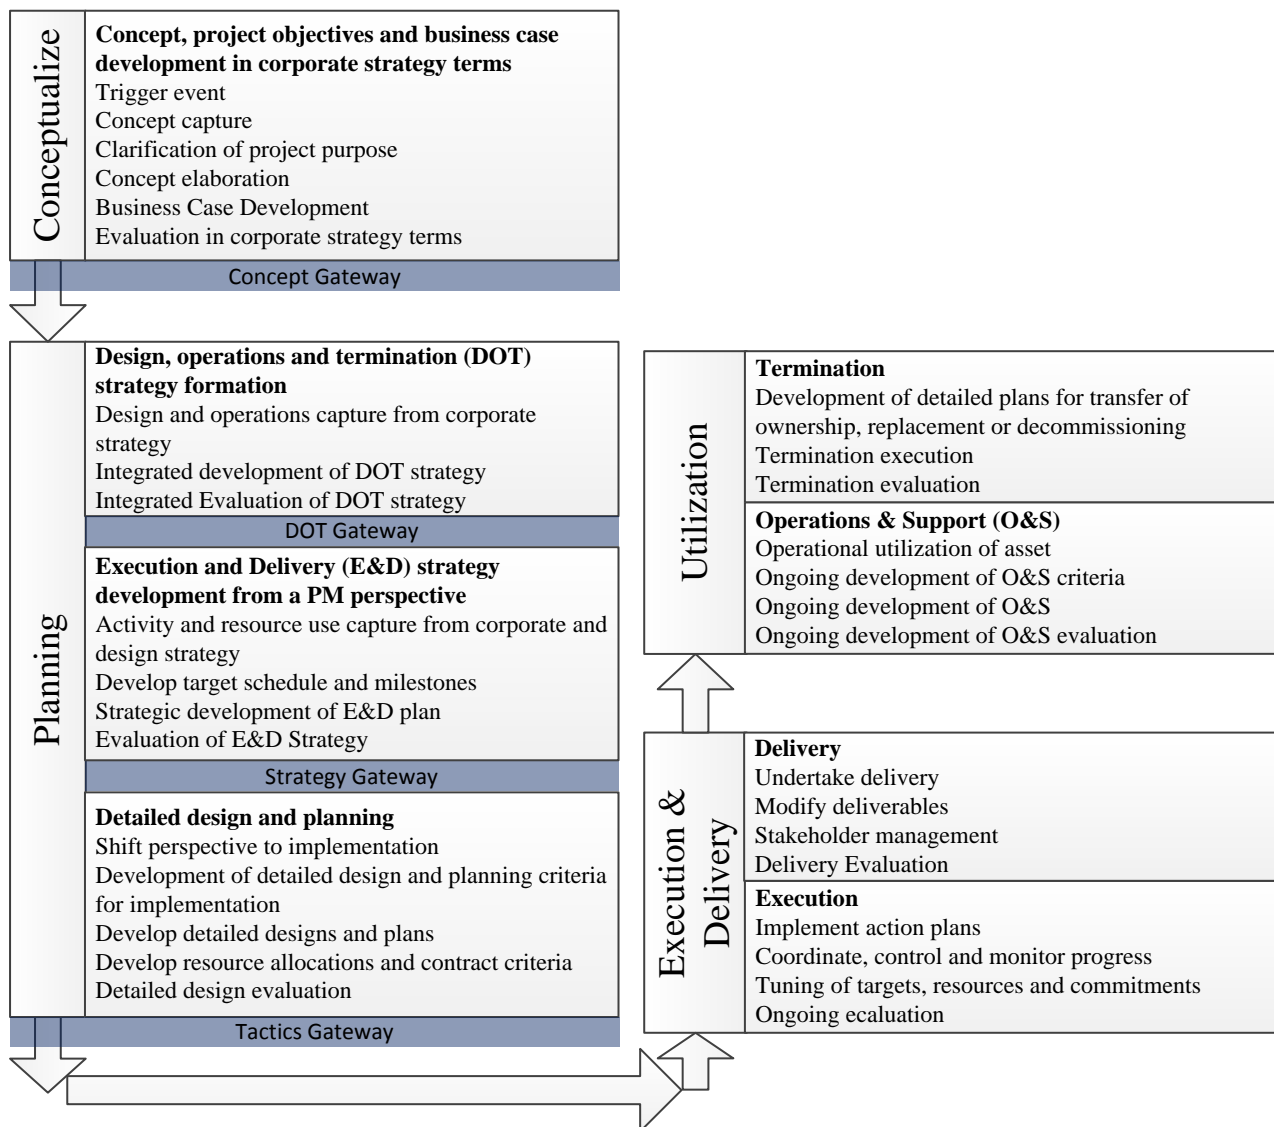 Conceptualize
Concept, project objectives and business case
development in corporate strategy terms
Trigger event
Concept capture
Clarification of project purpose
Concept elaboration
Business Case Development
Evaluation in corporate strategy terms
Concept Gateway
Planning
Design, operations and termination (DOT)
strategy formation
Design and operations capture from corporate
strategy
Integrated development of DOT strategy
Integrated Evaluation of DOT strategy
DOT Gateway
Execution and Delivery (E&D) strategy
development from a PM perspective
Activity and resource use capture from corporate and
design strategy
Develop target schedule and milestones
Strategic development of E&D plan
Evaluation of E&D Strategy
Strategy Gateway
Detailed design and planning
Shift perspective to implementation
Development of detailed design and planning criteria
for implementation
Develop detailed designs and plans
Develop resource allocations and contract criteria
Detailed design evaluation
Tactics Gateway
Utilization
Termination
Development of detailed plans for transfer of
ownership, replacement or decommissioning
Termination execution
Termination evaluation
Operations & Support (O&S)
Operational utilization of asset
Ongoing development of O&S criteria
Ongoing development of O&S
Ongoing development of O&S evaluation
Execution &
Delivery
Delivery
Undertake delivery
Modify deliverables
Stakeholder management
Delivery Evaluation
Execution
Implement action plans
Coordinate, control and monitor progress
Tuning of targets, resources and commitments
Ongoing ecaluation